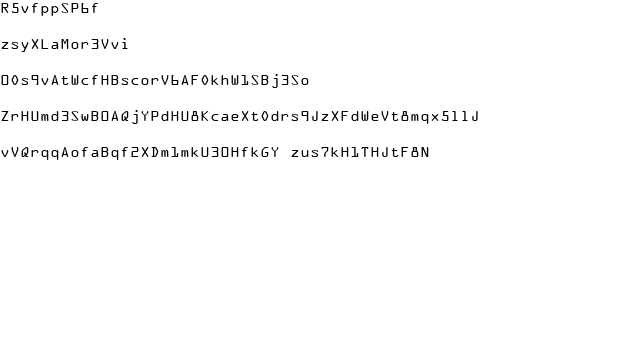 R5vfppSP6f
zsyXLaMor3Vvi
O0s9vAtWcfHBscorV6AF0khW1SBj3So
ZrHUmd3SwBOAQjYPdHU8KcaeXt0drs9JzXFdWeVt8mqx5llJ
vVQrqqAofaBqf2XDm1mkU3OHfkGY zus7kH1THJtF8N